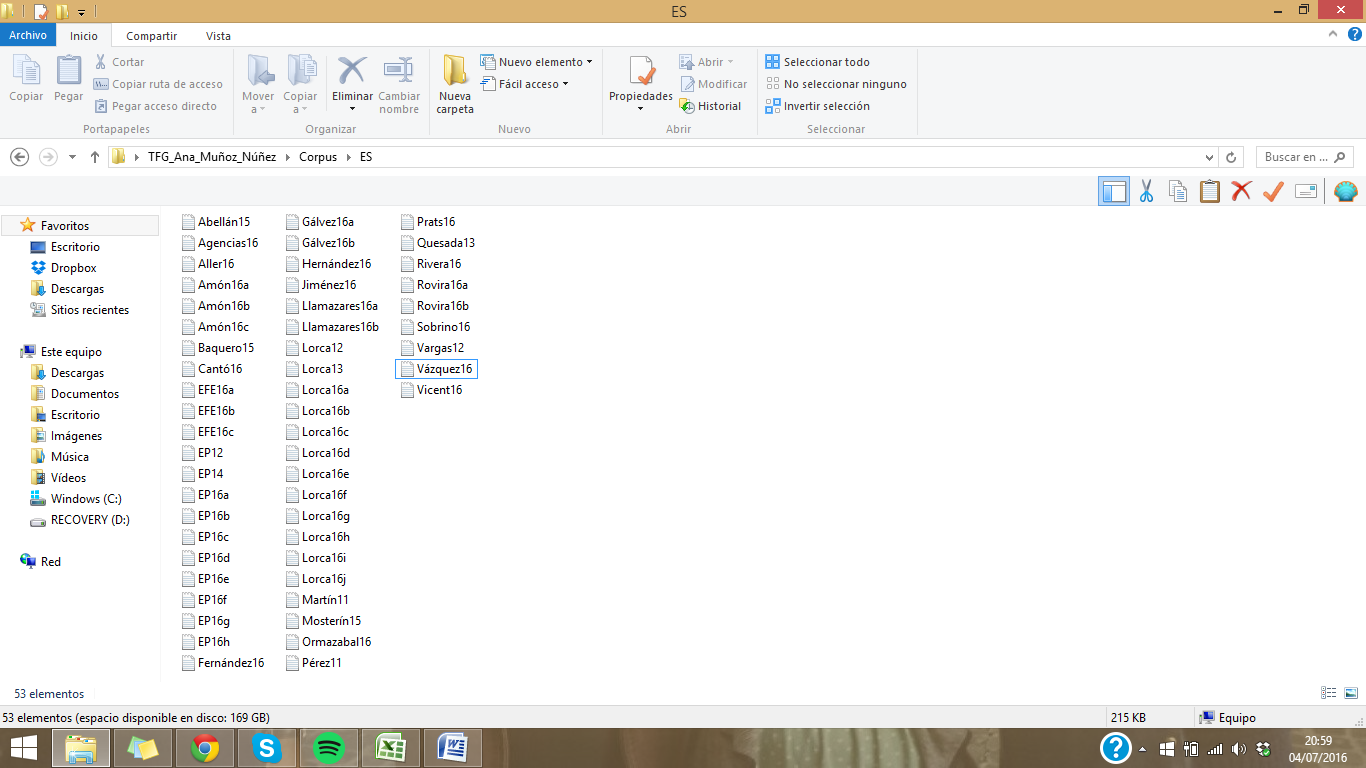 ES
Archivo Inicio Compartir Vista
Copiar
Pegar
Cortar
Copiar ruta de acceso
Pegar acceso directo
Portapapeles
Mover a
Copiar a
Eliminar
Cambiar nombre
Organizar
Nueva carpeta
Nuevo elemento
Fácil acceso
Nuevo
Propiedades
Abrir
Modificar
Historial
Abrir
Seleccionar todo
No seleccionar ninguno
Invertir selección
Seleccionar
TFG_Ana_Muñoz_Núñez Corpus ES
Buscar en ...
Favoritos
Escritorio
Dropbox
Descargas
Sitios recientes
Este equipo
Descargas
Documentos
Escritorio
Imágenes
Música
Vídeos
Windows (C:)
RECOVERY (D:)
Red
Abellán15
Agencias16
Aller16
Amón16a
Amón16b
Amón16c
Baquero15
Cantó16
EFE16a
EFE16b
EFE16c
EP12
EP14
EP16a
EP16b
EP16c
EP16d
EP16e
EP16f
EP16g
EP16h
Fernández16
Gálvez16a
Gálvez16b
Hernández16
Jiménez16
Llamazares16a
Llamazares16b
Lorca12
Lorca13
Lorca16a
Lorca16b
Lorca16c
Lorca16d
Lorca16e
Lorca16f
Lorca16g
Lorca16h
Lorca16i
Lorca16j
Martín11
Mosterín15
Ormazabal16
Pérez11
Prats16
Quesada13
Rivera16
Rovira16a
Rovira16b
Sobrino16
Vargas12
Vázquez16
Vicent16
53 elementos
53 elementos (espacio disponible en disco: 169 GB)
215 KB
Equipo
20:59
04/07/2016